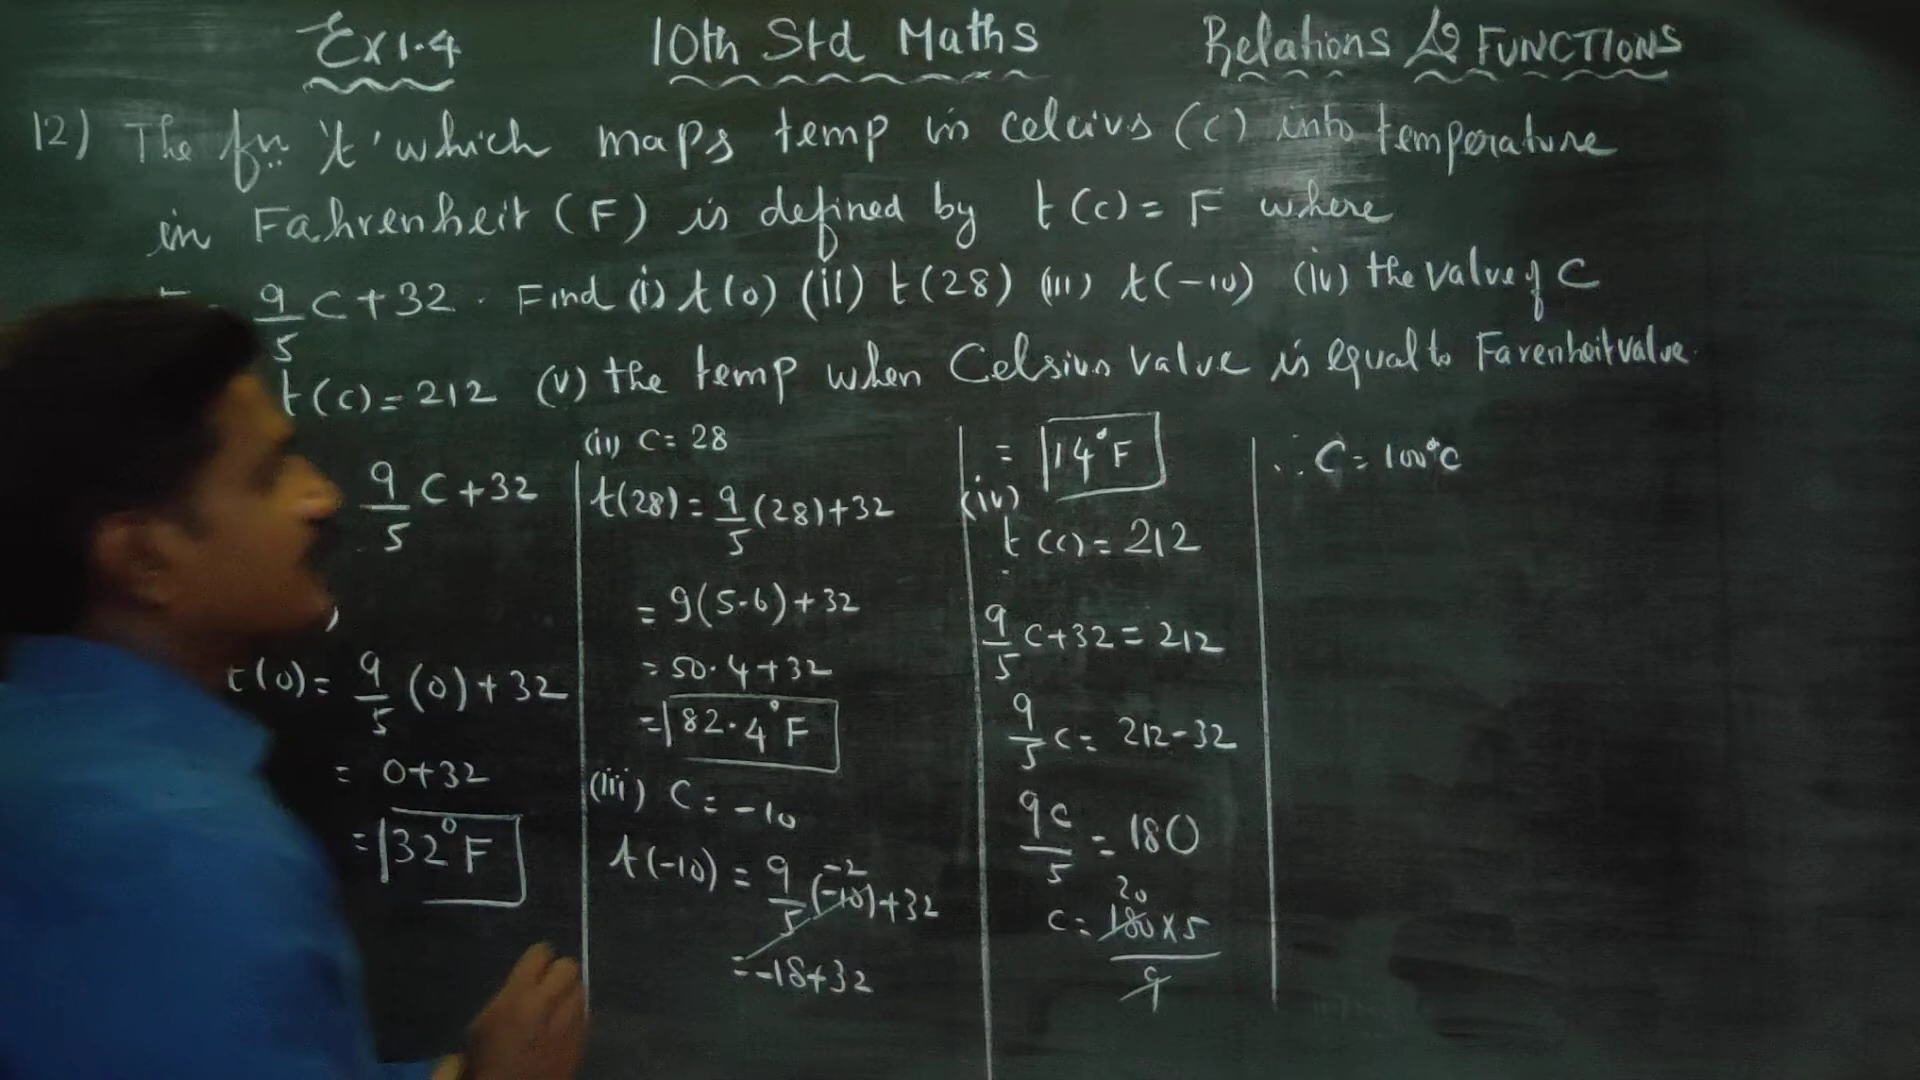 Ex 1.4 10th Std Maths Relations & FUNCTIONS
12) The fn. 't' which maps temp in celcius (c) into temperature
in Fahrenheit (F) is defined by t(c) = F where
9/5 C + 32. Find (i) t(0) (ii) t(28) (iii) t(-10) (iv) the value of C
t(c) = 212 (v) the temp when Celsius value is equal to Farenheit value.
9/5 C + 32
t(0) = 9/5 (0) + 32
= 0 + 32
= 32°F
(ii) C = 28
t(28) = 9/5 (28) + 32
= 9(5.6) + 32
= 50.4 + 32
= 82.4°F
(iii) C = -10
t(-10) = 9/5 (-10) + 32
-2
= -18 + 32
= 14°F
(iv)
t(c) = 212
9/5 C + 32 = 212
9/5 C = 212 - 32
9C/5 = 180
20
C = 180 × 5 / 9
∴ C = 100°C